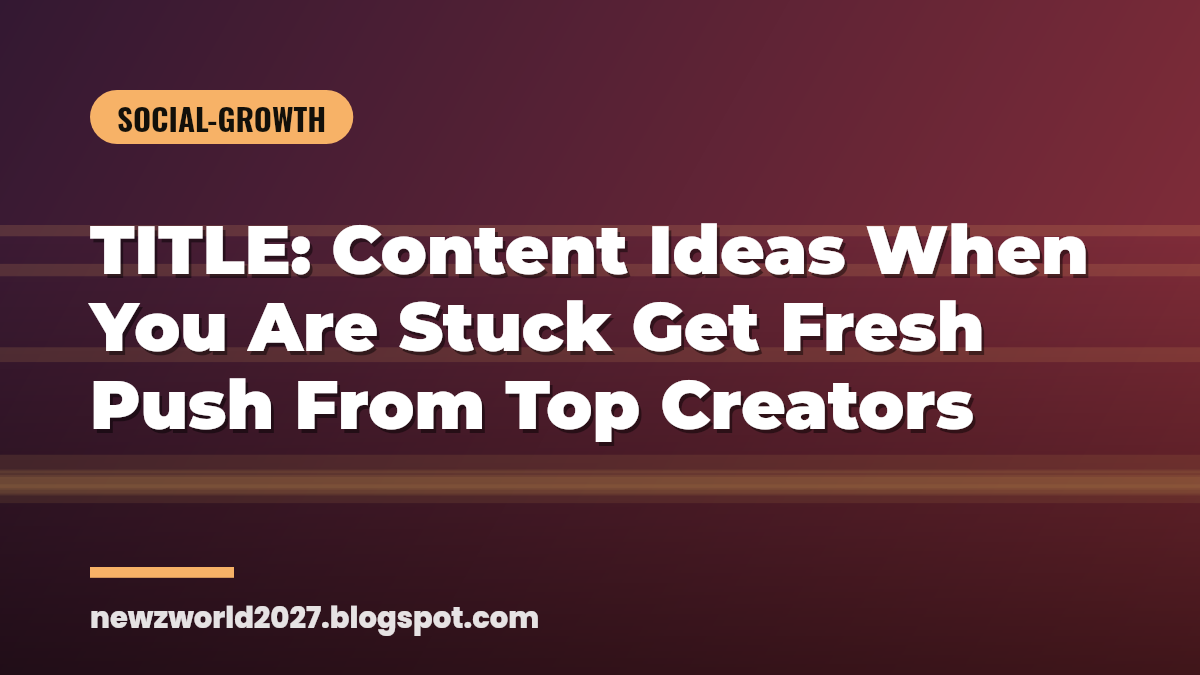 SOCIAL-GROWTH
TITLE: Content Ideas When
You Are Stuck Get Fresh
Push From Top Creators
newzworld2027.blogspot.com